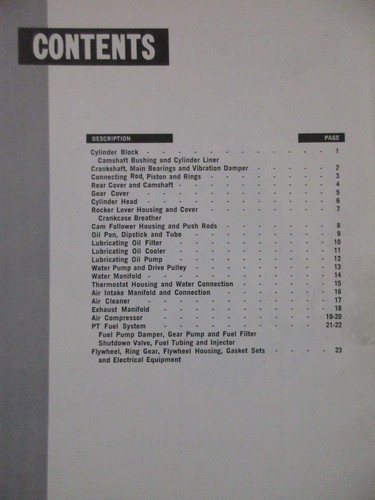 CONTENTS
DESCRIPTION PAGE
Cylinder Block - - - - - - - - - - - - 1
Camshaft Bushing and Cylinder Liner
Crankshaft, Main Bearings and Vibration Damper - - - - - 2
Connecting Rod, Piston and Rings - - - - - - - - 3
Rear Cover and Camshaft - - - - - - - - - - 4
Gear Cover - - - - - - - - - - - - 5
Cylinder Head - - - - - - - - - - - - 6
Rocker Lever Housing and Cover - - - - - - - - 7
Crankcase Breather
Cam Follower Housing and Push Rods - - - - - - - 8
Oil Pan, Dipstick and Tube - - - - - - - - - 9
Lubricating Oil Filter - - - - - - - - - - 10
Lubricating Oil Cooler - - - - - - - - - - 11
Lubricating Oil Pump - - - - - - - - - - 12
Water Pump and Drive Pulley - - - - - - - - - 13
Water Manifold - - - - - - - - - - - - 14
Thermostat Housing and Water Connection - - - - - - 15
Air Intake Manifold and Connection - - - - - - - 16
Air Cleaner - - - - - - - - - - - - 17
Exhaust Manifold - - - - - - - - - - - 18
Air Compressor - - - - - - - - - - - 19-20
PT Fuel System - - - - - - - - - - - 21-22
Fuel Pump Damper, Gear Pump and Fuel Filter
Shutdown Valve, Fuel Tubing and Injector
Flywheel, Ring Gear, Flywheel Housing, Gasket Sets - - - - 23
and Electrical Equipment